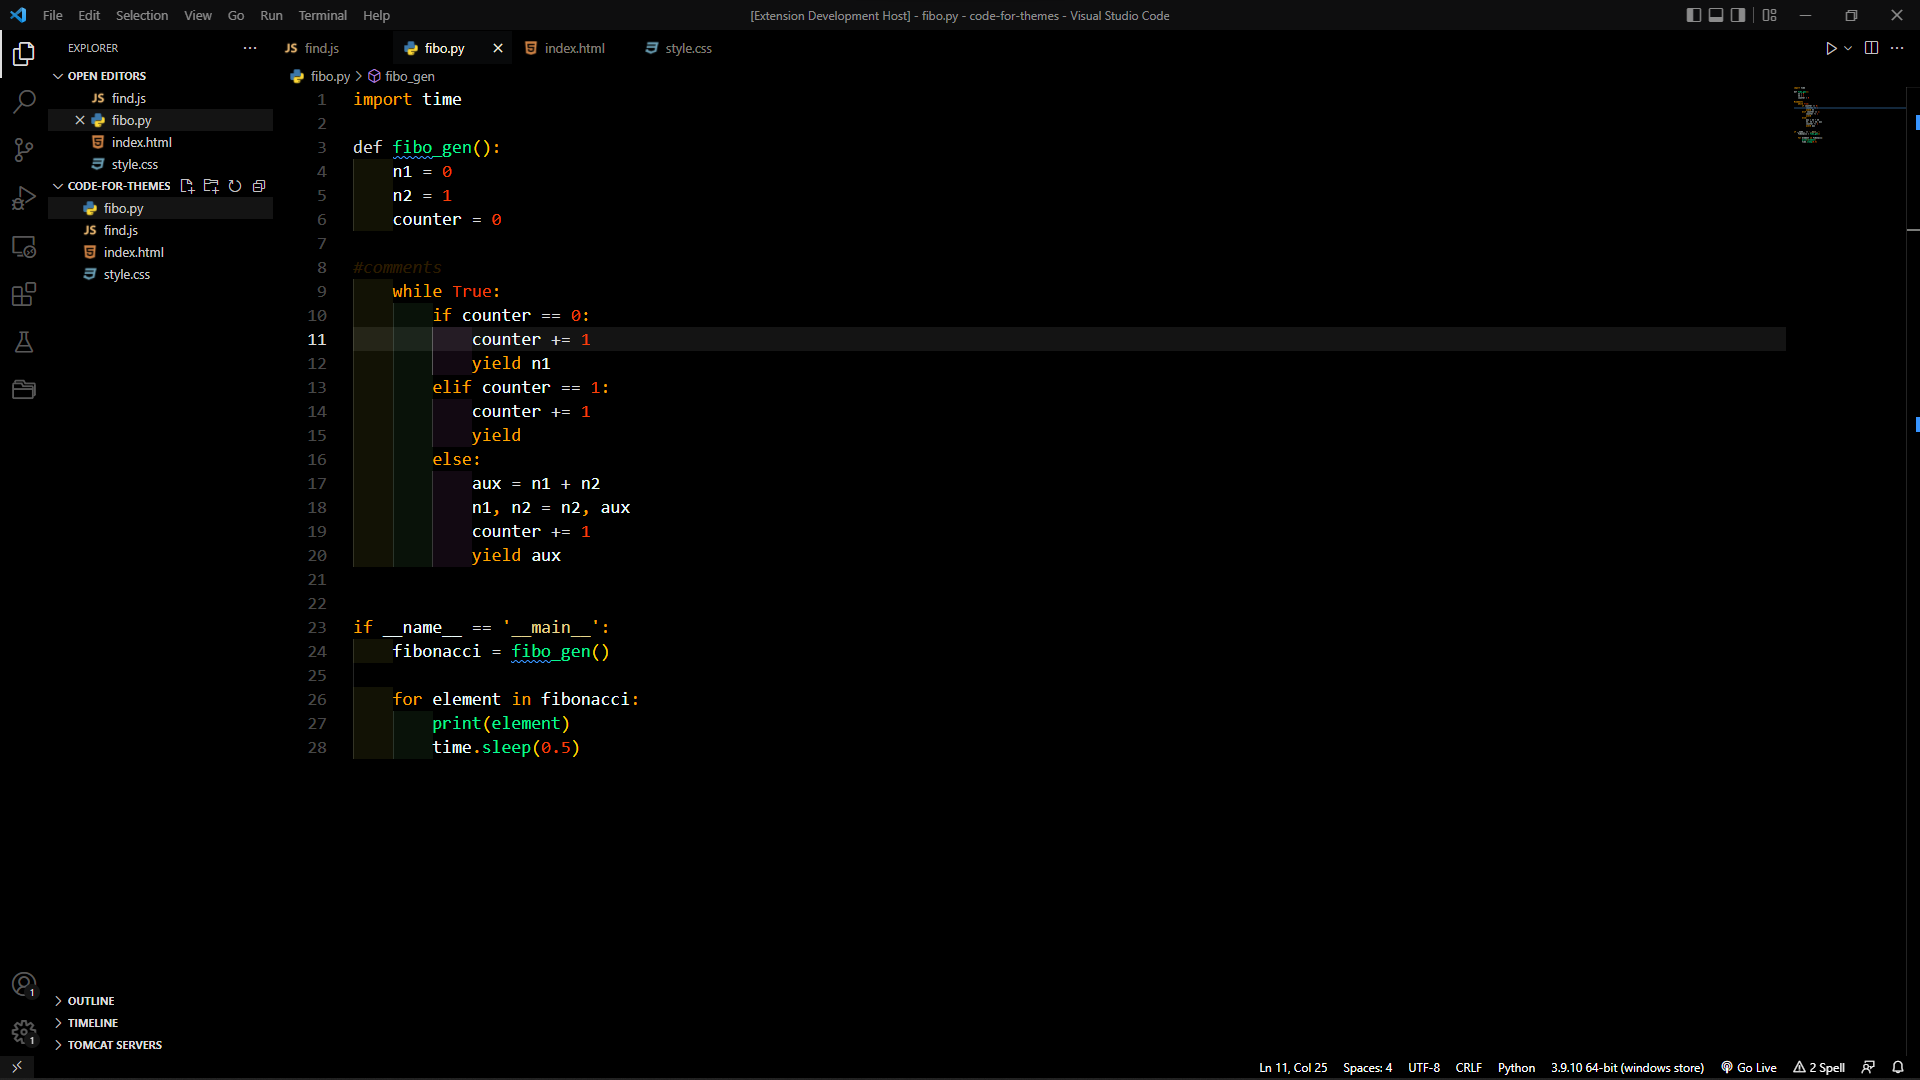 File Edit Selection View Go Run Terminal Help
[Extension Development Host] - fibo.py - code-for-themes - Visual Studio Code
EXPLORER
OPEN EDITORS
JS find.js
fibo.py
index.html
style.css
CODE-FOR-THEMES
fibo.py
JS find.js
index.html
style.css
OUTLINE
TIMELINE
TOMCAT SERVERS
1
1
JS find.js fibo.py index.html style.css
fibo.py > fibo_gen
1 import time
2
3 def fibo_gen():
4 n1 = 0
5 n2 = 1
6 counter = 0
7
8 #comments
9 while True:
10 if counter == 0:
11 counter += 1
12 yield n1
13 elif counter == 1:
14 counter += 1
15 yield
16 else:
17 aux = n1 + n2
18 n1, n2 = n2, aux
19 counter += 1
20 yield aux
21
22
23 if __name__ == '__main__':
24 fibonacci = fibo_gen()
25
26 for element in fibonacci:
27 print(element)
28 time.sleep(0.5)
Ln 11, Col 25 Spaces: 4 UTF-8 CRLF Python 3.9.10 64-bit (windows store) Go Live 2 Spell